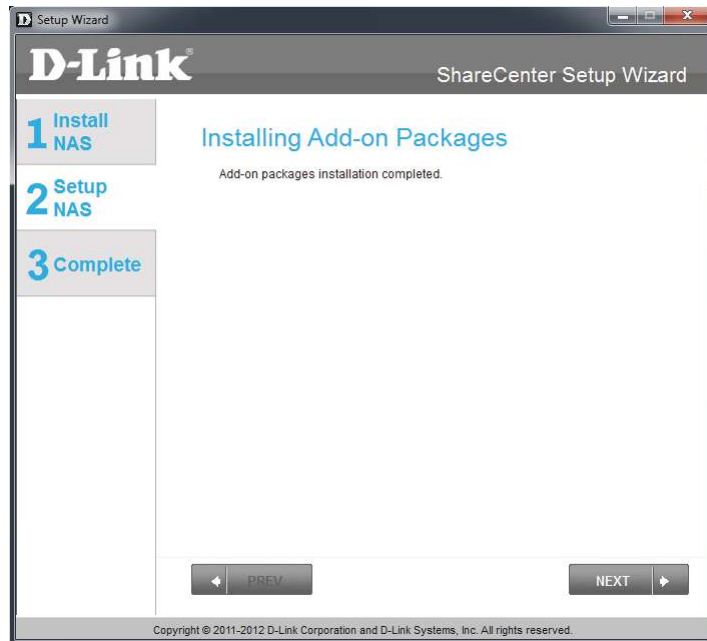 Setup Wizard
D-Link®
ShareCenter Setup Wizard
1 Install
NAS
2 Setup
NAS
3 Complete
Installing Add-on Packages
Add-on packages installation completed.
PREV
NEXT
Copyright © 2011-2012 D-Link Corporation and D-Link Systems, Inc. All rights reserved.